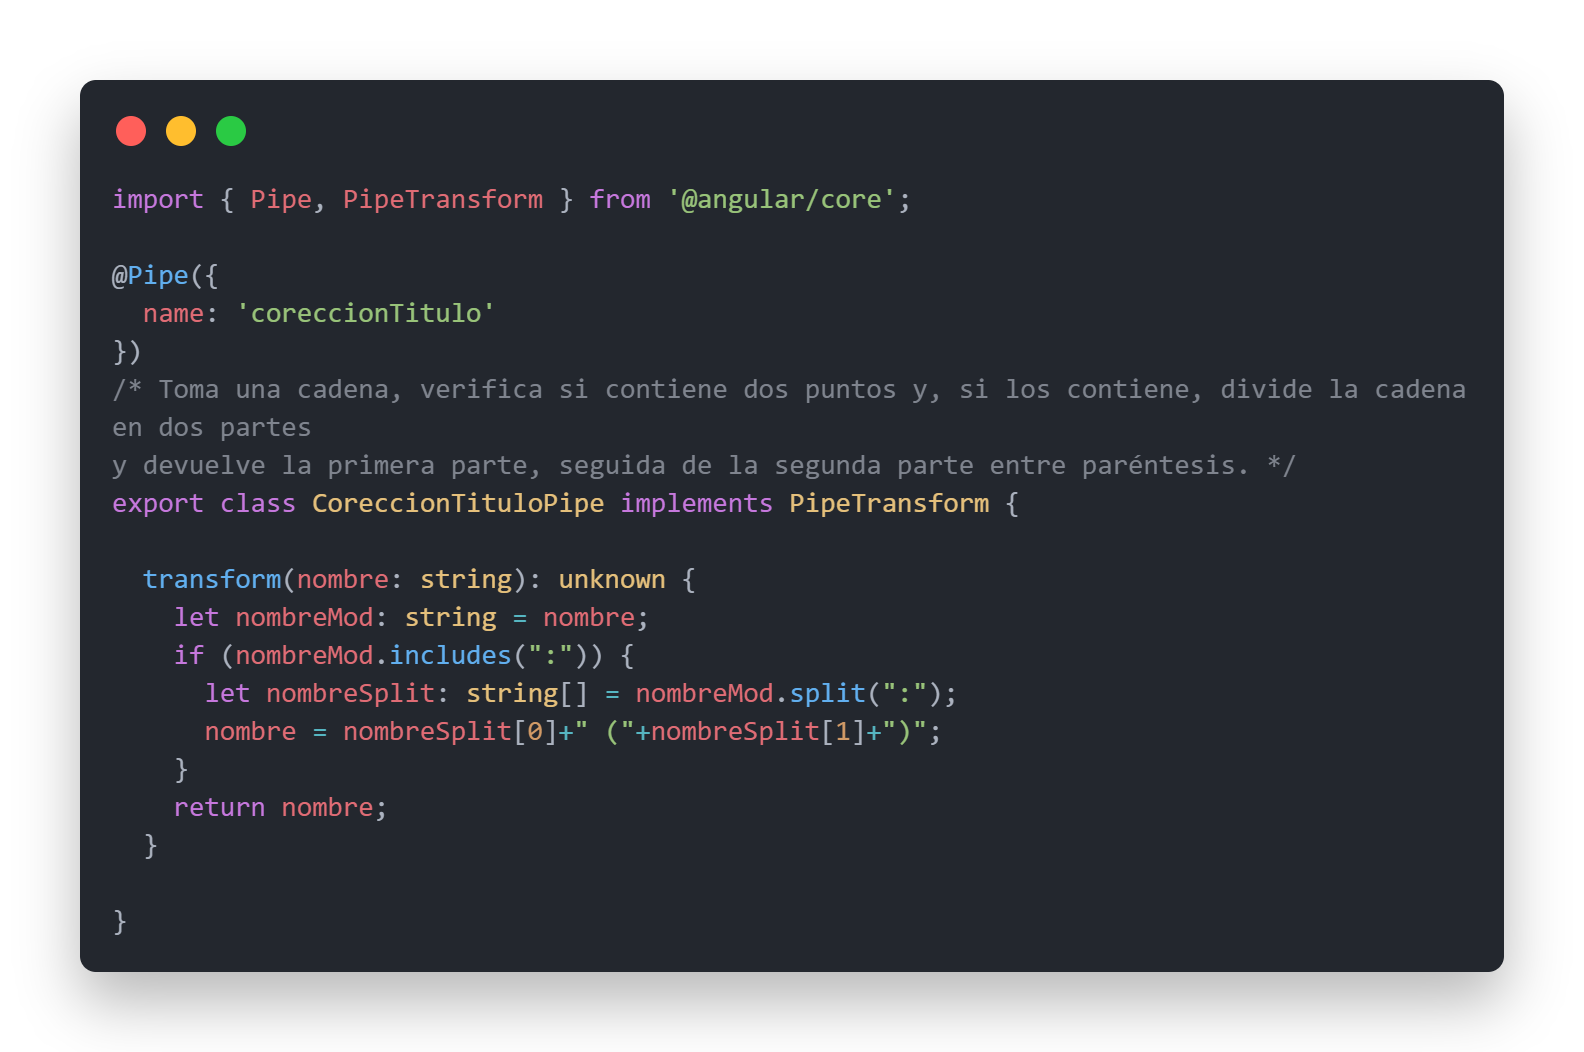 import { Pipe, PipeTransform } from '@angular/core';

@Pipe({
  name: 'coreccionTitulo'
})
/* Toma una cadena, verifica si contiene dos puntos y, si los contiene, divide la cadena
en dos partes
y devuelve la primera parte, seguida de la segunda parte entre paréntesis. */
export class CoreccionTituloPipe implements PipeTransform {

  transform(nombre: string): unknown {
    let nombreMod: string = nombre;
    if (nombreMod.includes(":")) {
      let nombreSplit: string[] = nombreMod.split(":");
      nombre = nombreSplit[0]+" ("+nombreSplit[1]+")";
    }
    return nombre;
  }

}